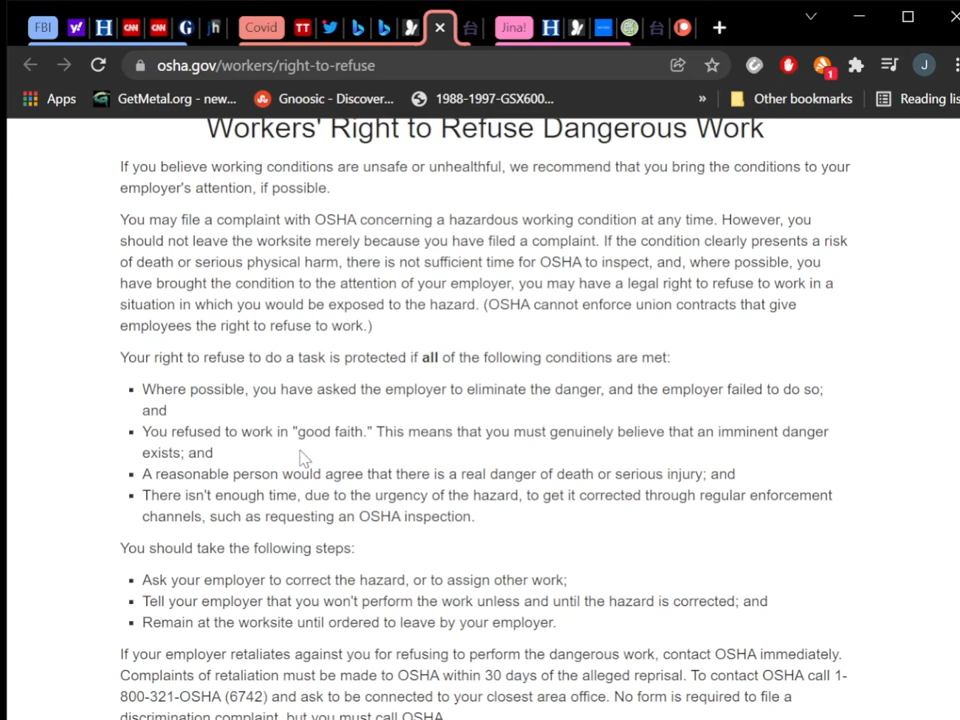 FBI
Covid
Jina!
osha.gov/workers/right-to-refuse
1
J
Apps
GetMetal.org - new...
Gnoosic - Discover...
1988-1997-GSX600...
»
Other bookmarks
Reading lis
Workers' Right to Refuse Dangerous Work
If you believe working conditions are unsafe or unhealthful, we recommend that you bring the conditions to your
employer's attention, if possible.
You may file a complaint with OSHA concerning a hazardous working condition at any time. However, you
should not leave the worksite merely because you have filed a complaint. If the condition clearly presents a risk
of death or serious physical harm, there is not sufficient time for OSHA to inspect, and, where possible, you
have brought the condition to the attention of your employer, you may have a legal right to refuse to work in a
situation in which you would be exposed to the hazard. (OSHA cannot enforce union contracts that give
employees the right to refuse to work.)
Your right to refuse to do a task is protected if all of the following conditions are met:
Where possible, you have asked the employer to eliminate the danger, and the employer failed to do so;
and
You refused to work in "good faith." This means that you must genuinely believe that an imminent danger
exists; and
A reasonable person would agree that there is a real danger of death or serious injury; and
There isn't enough time, due to the urgency of the hazard, to get it corrected through regular enforcement
channels, such as requesting an OSHA inspection.
You should take the following steps:
Ask your employer to correct the hazard, or to assign other work;
Tell your employer that you won't perform the work unless and until the hazard is corrected; and
Remain at the worksite until ordered to leave by your employer.
If your employer retaliates against you for refusing to perform the dangerous work, contact OSHA immediately.
Complaints of retaliation must be made to OSHA within 30 days of the alleged reprisal. To contact OSHA call 1-
800-321-OSHA (6742) and ask to be connected to your closest area office. No form is required to file a
discrimination complaint, but you must call OSHA.